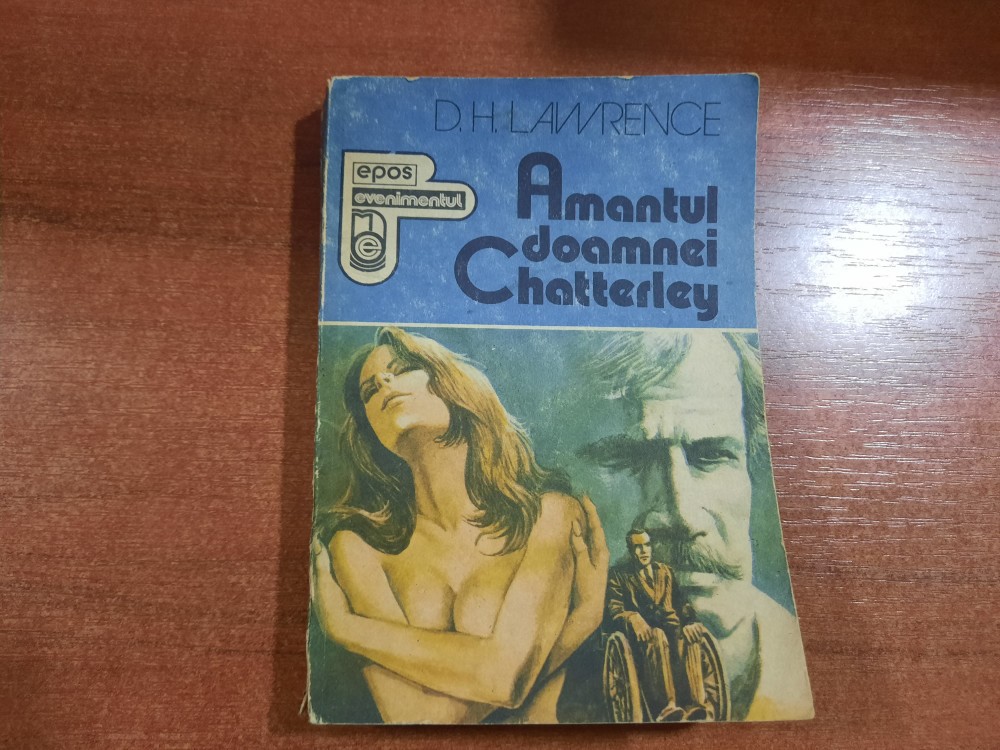 D. H. LAWRENCE
epos
evenimentul
Amantul
doamnei
Chatterley